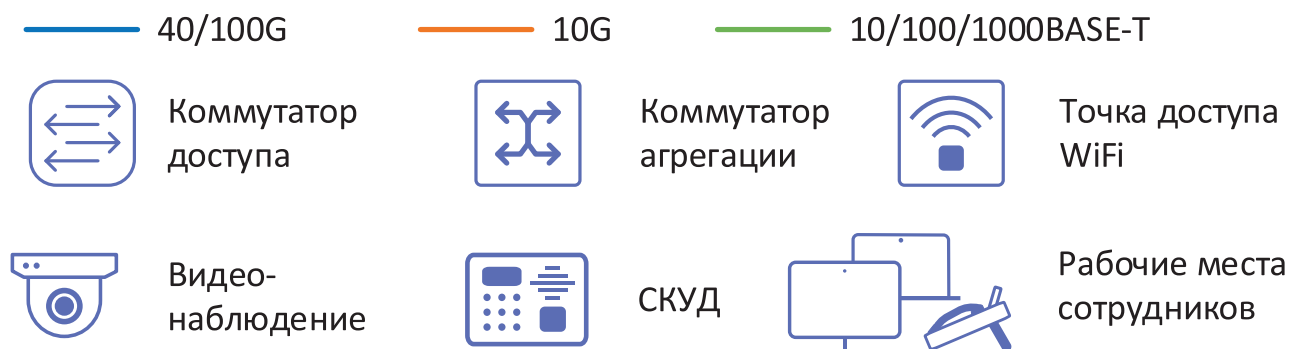 40/100G
10G
10/100/1000BASE-T
Коммутатор
доступа
Коммутатор
агрегации
Точка доступа
WiFi
Видео-
наблюдение
СКУД
Рабочие места
сотрудников